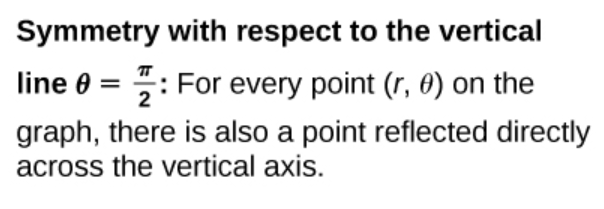 Symmetry with respect to the vertical
line θ = π/2: For every point (r, θ) on the
graph, there is also a point reflected directly
across the vertical axis.